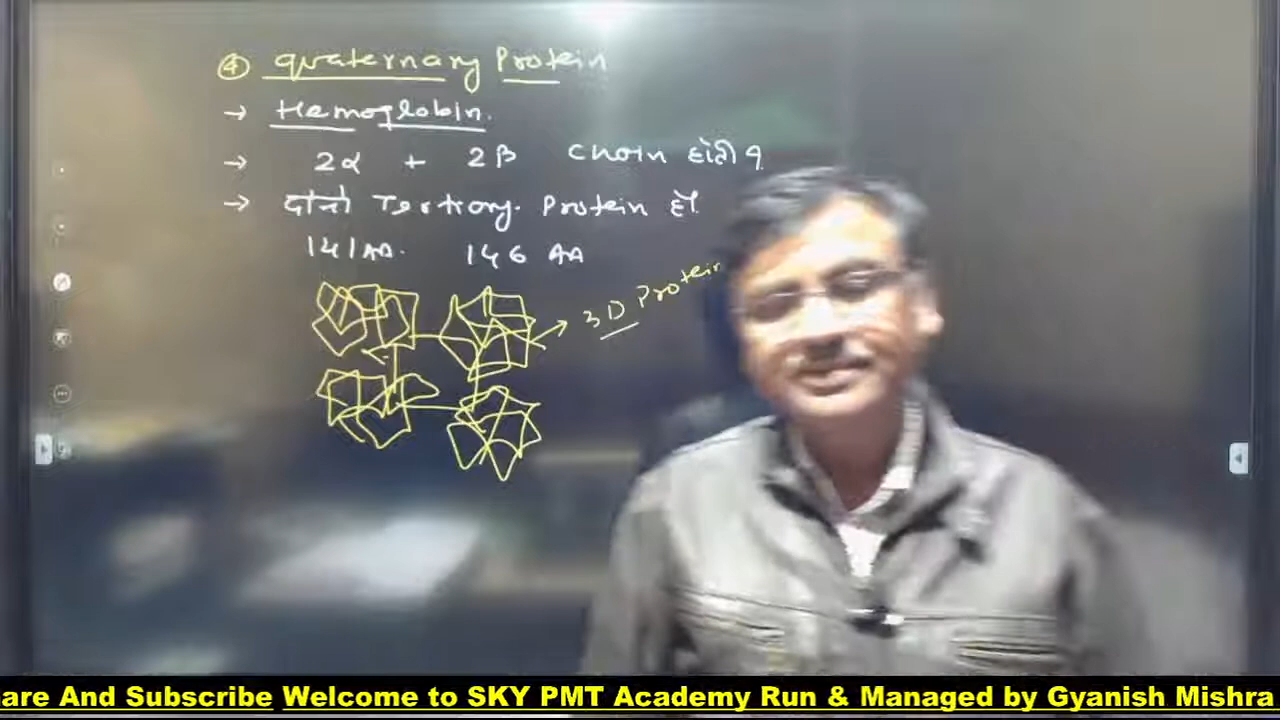 ④ quaternary Protein
→ Hemoglobin.
→ 2α + 2β Chain होती है
→ दोनों Tertiary Protein हैं
141 AA. 146 AA
→ 3D Protein
are And Subscribe Welcome to SKY PMT Academy Run & Managed by Gyanish Mishra